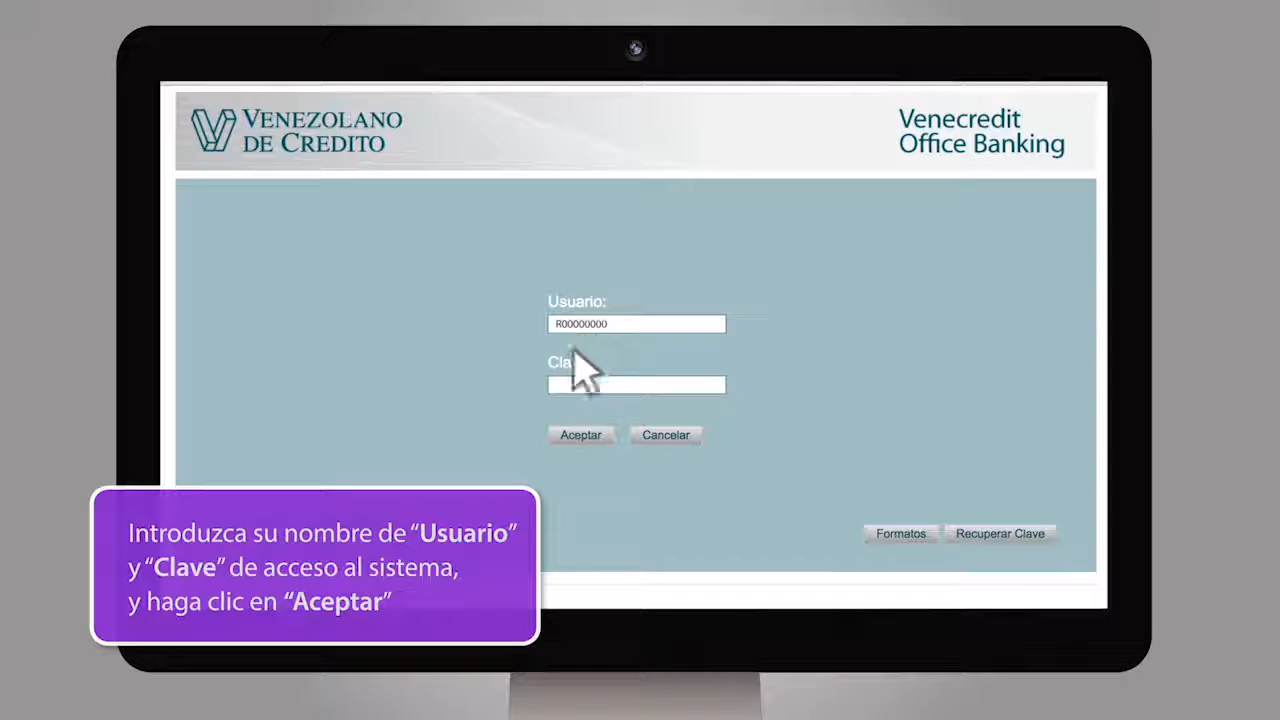 VENEZOLANO
DE CREDITO
Venecredit
Office Banking
Usuario:
R00000000
Aceptar
Cancelar
Formatos
Recuperar Clave
Introduzca su nombre de “Usuario”
y “Clave” de acceso al sistema,
y haga clic en “Aceptar”